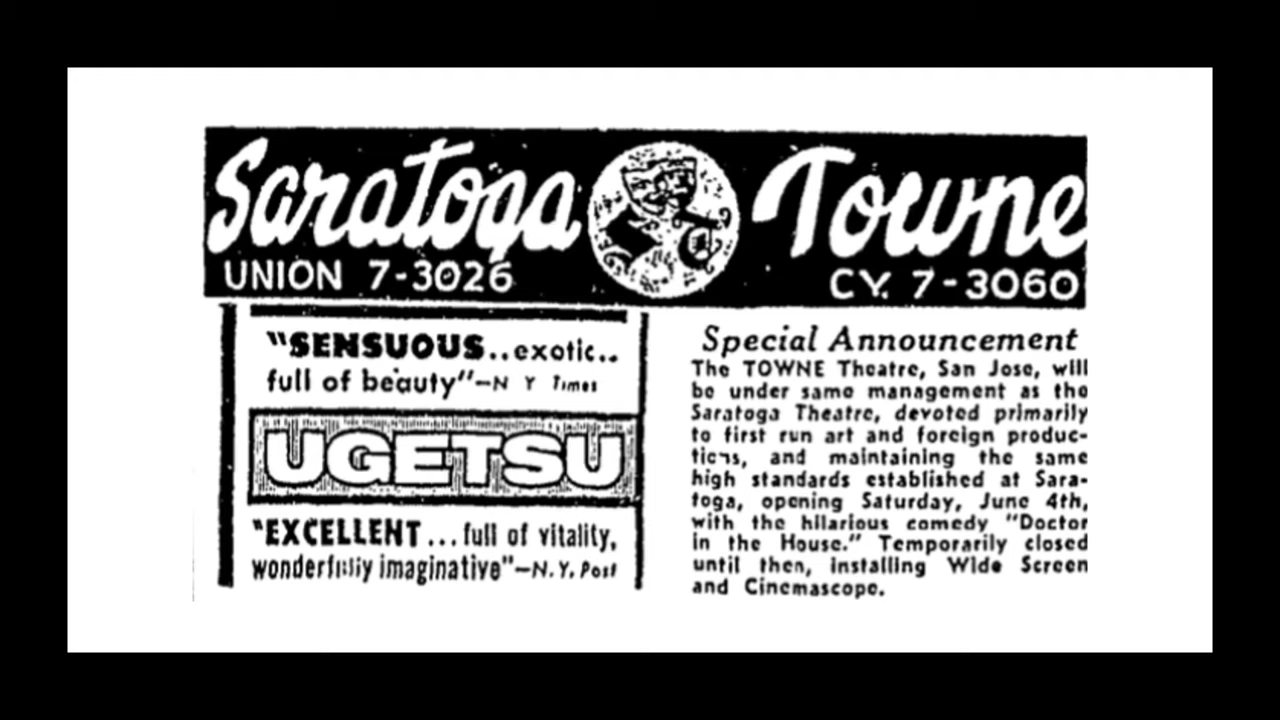 Saratoga
UNION 7-3026
Towne
CY. 7-3060
"SENSUOUS..exotic..
full of beauty"—N Y Times
UGETSU
"EXCELLENT...full of vitality,
wonderfully imaginative"—N.Y. Post
Special Announcement
The TOWNE Theatre, San Jose, will
be under same management as the
Saratoga Theatre, devoted primarily
to first run art and foreign produc-
tions, and maintaining the same
high standards established at Sara-
toga, opening Saturday, June 4th,
with the hilarious comedy "Doctor
in the House." Temporarily closed
until then, installing Wide Screen
and Cinemascope.